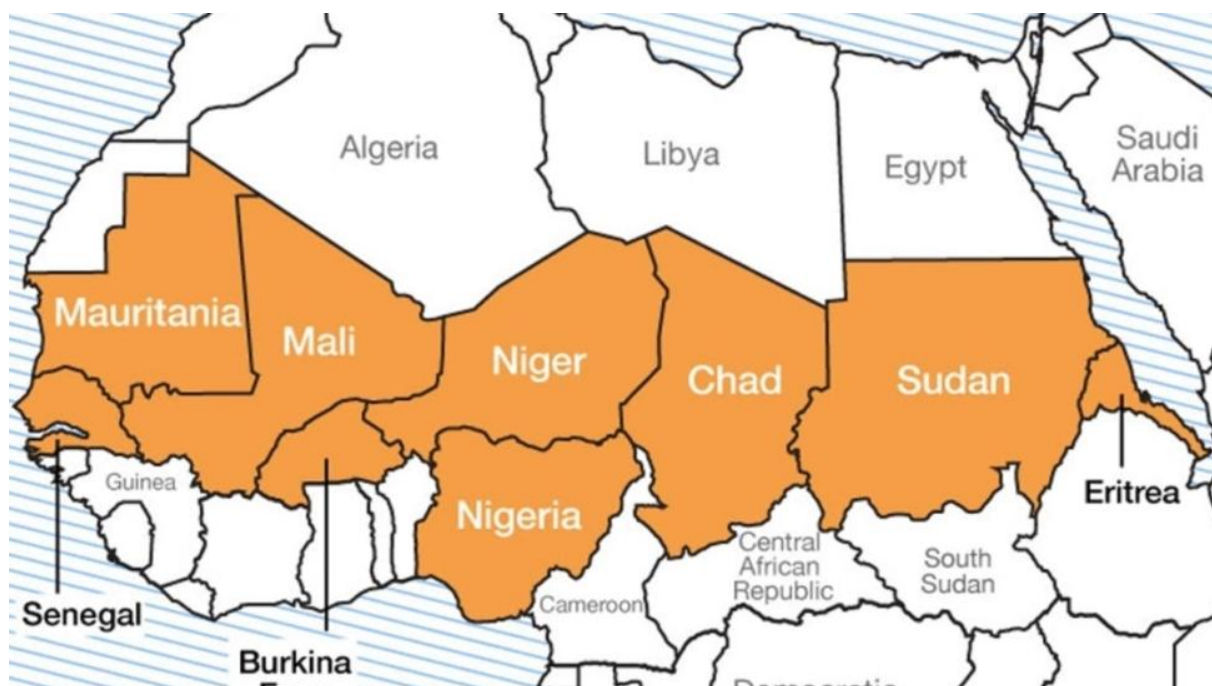 Algeria
Libya
Egypt
Saudi
Arabia
Mauritania
Mali
Niger
Chad
Sudan
Guinea
Nigeria
Eritrea
Central
African
Republic
South
Sudan
Cameroon
Senegal
Burkina